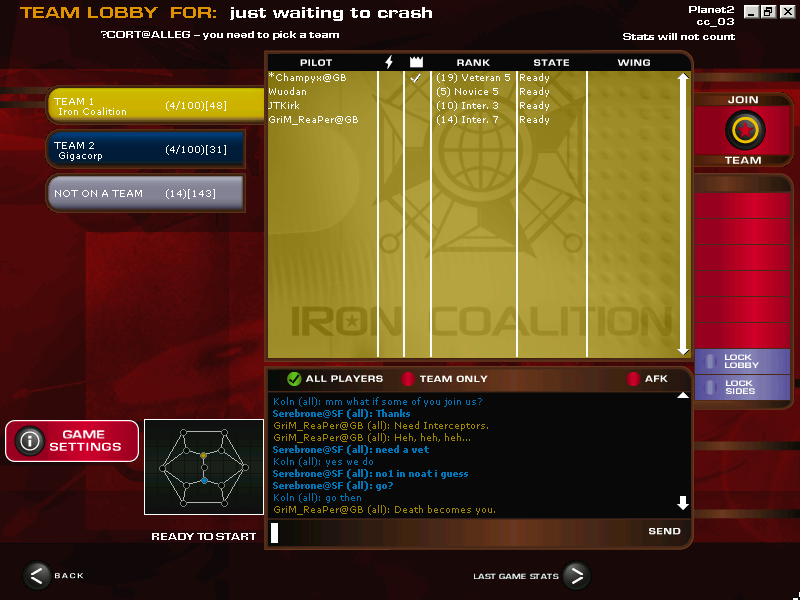 TEAM LOBBY FOR: just waiting to crash
?CORT@ALLEG – you need to pick a team
Planet2
cc_03
Stats will not count
PILOT RANK STATE WING
*Champyx@GB (19) Veteran 5 Ready
Wuodan (5) Novice 5 Ready
JTKirk (10) Inter. 3 Ready
GriM_ReaPer@GB (14) Inter. 7 Ready
TEAM 1 (4/100)[48]
Iron Coalition
TEAM 2 (4/100)[31]
Gigacorp
NOT ON A TEAM (14)[143]
IRON COALITION
JOIN
TEAM
LOCK
LOBBY
LOCK
SIDES
ALL PLAYERS TEAM ONLY AFK
Koln (all): mm what if some of you join us?
Serebrone@SF (all): Thanks
GriM_ReaPer@GB (all): Need Interceptors.
GriM_ReaPer@GB (all): Heh, heh, heh...
Serebrone@SF (all): need a vet
Koln (all): yes we do
Serebrone@SF (all): no1 in noat i guess
Serebrone@SF (all): go?
Koln (all): go then
GriM_ReaPer@GB (all): Death becomes you.
SEND
GAME
SETTINGS
READY TO START
BACK
LAST GAME STATS